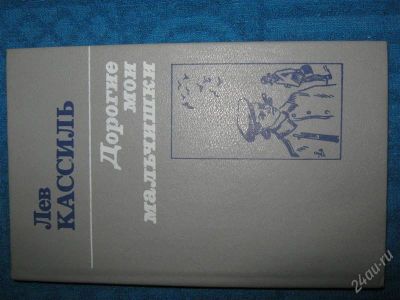 Лев
КАССИЛЬ
Дорогие
мои
мальчишки
24au.ru